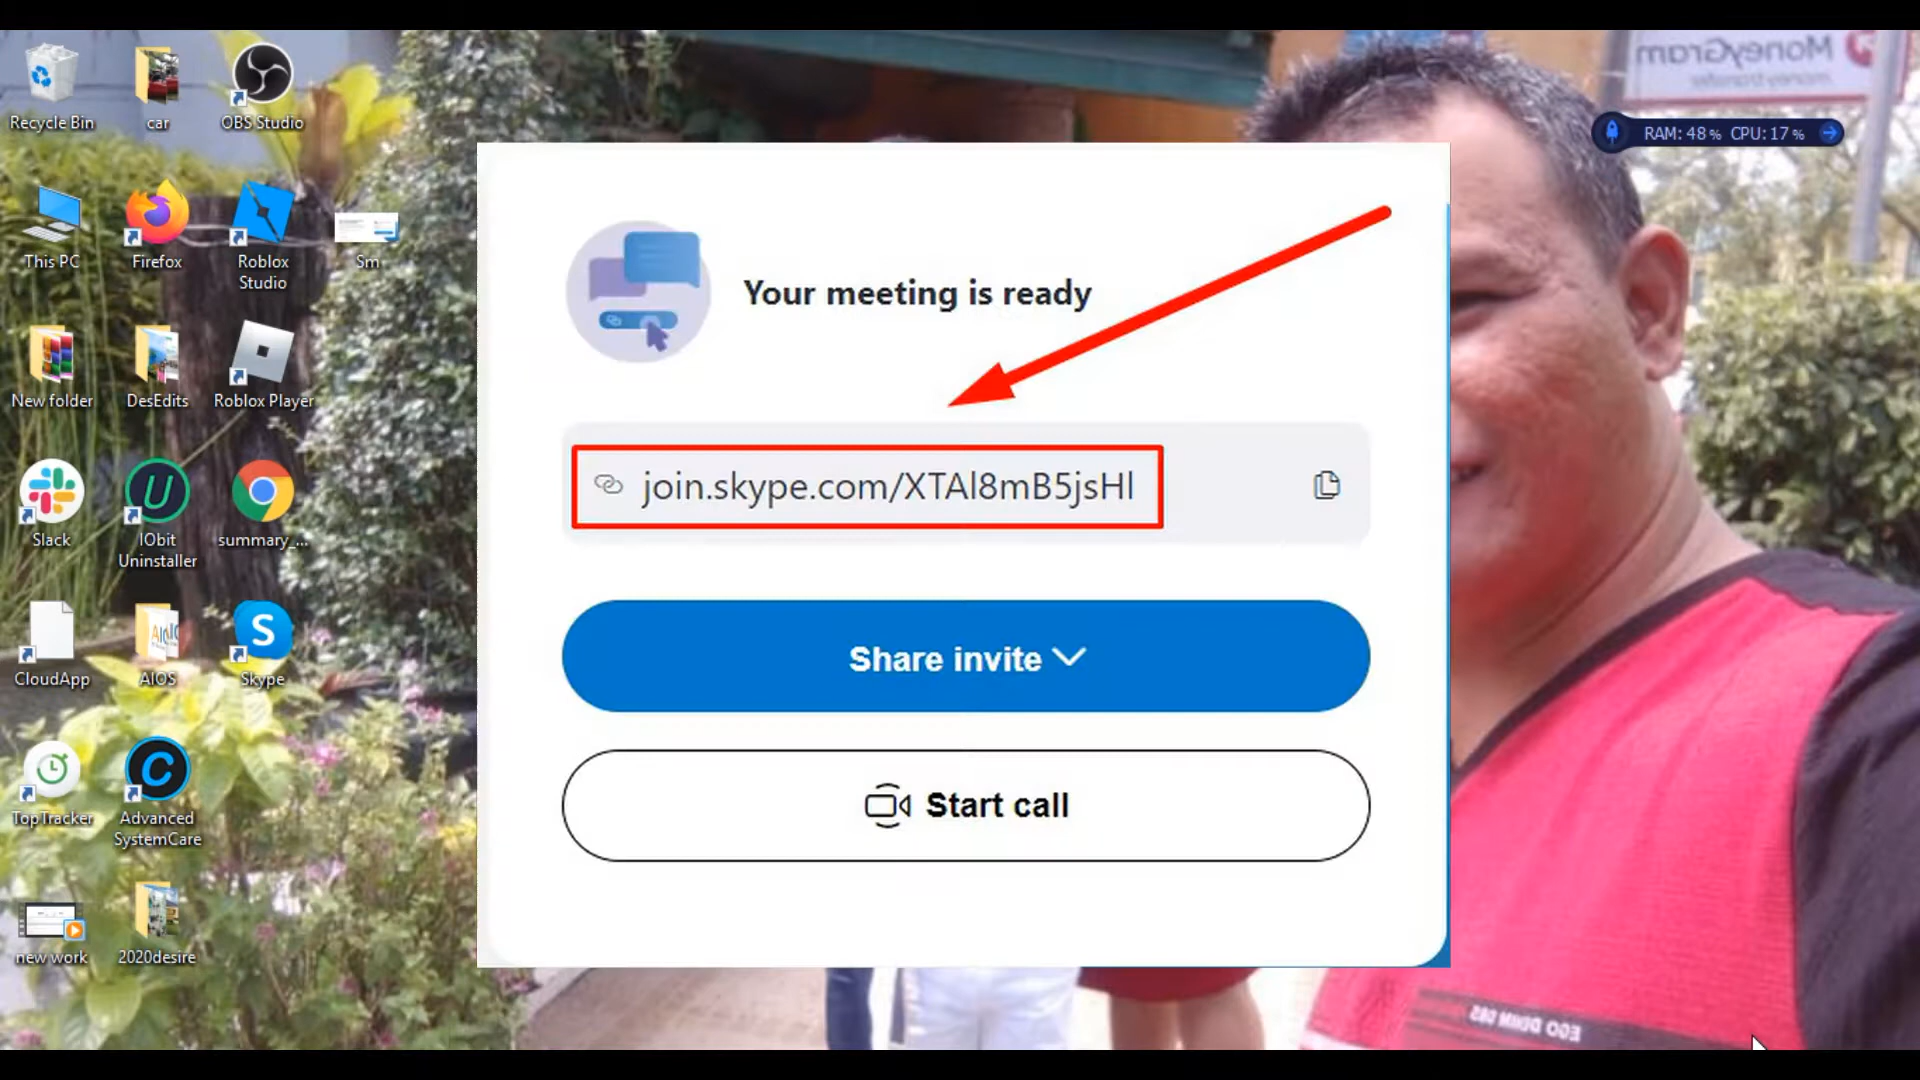 Recycle Bin
car
OBS Studio
MoneyGram
money transfer
RAM: 48 % CPU: 17 %
This PC
Firefox
Roblox
Studio
Sm
Your meeting is ready
New folder
DesEdits
Roblox Player
join.skype.com/XTAl8mB5jsHl
Slack
IObit
Uninstaller
summary_...
Share invite
CloudApp
AIOS
Skype
Start call
TopTracker
Advanced
SystemCare
new work
2020desire